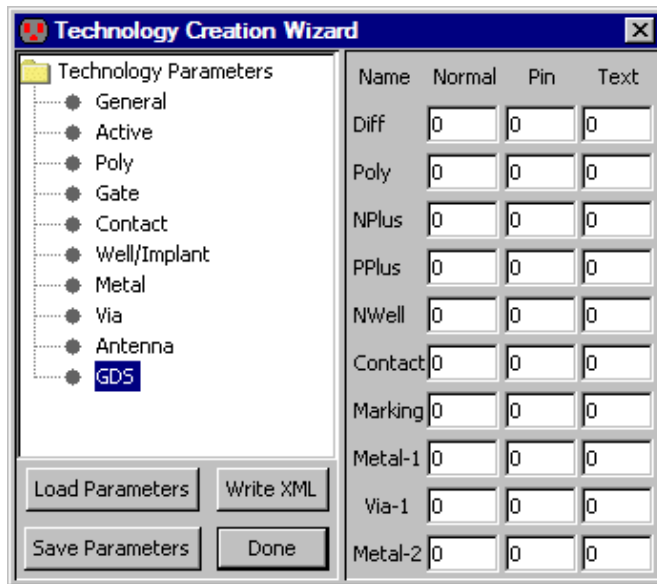 Technology Creation Wizard
Technology Parameters
General
Active
Poly
Gate
Contact
Well/Implant
Metal
Via
Antenna
GDS
Load Parameters Write XML
Save Parameters Done
Name Normal Pin Text
Diff 0 0 0
Poly 0 0 0
NPlus 0 0 0
PPlus 0 0 0
NWell 0 0 0
Contact 0 0 0
Marking 0 0 0
Metal-1 0 0 0
Via-1 0 0 0
Metal-2 0 0 0